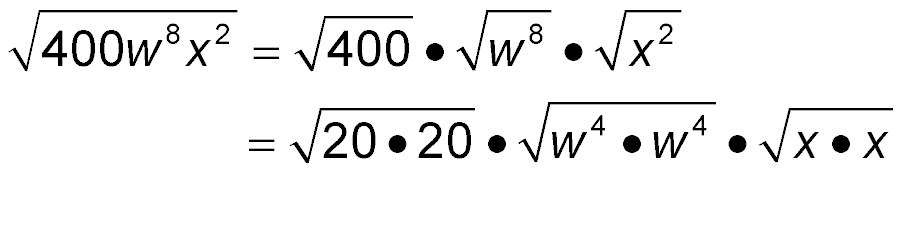 √400w⁸x² = √400 • √w⁸ • √x²
= √20 • 20 • √w⁴ • w⁴ • √x • x